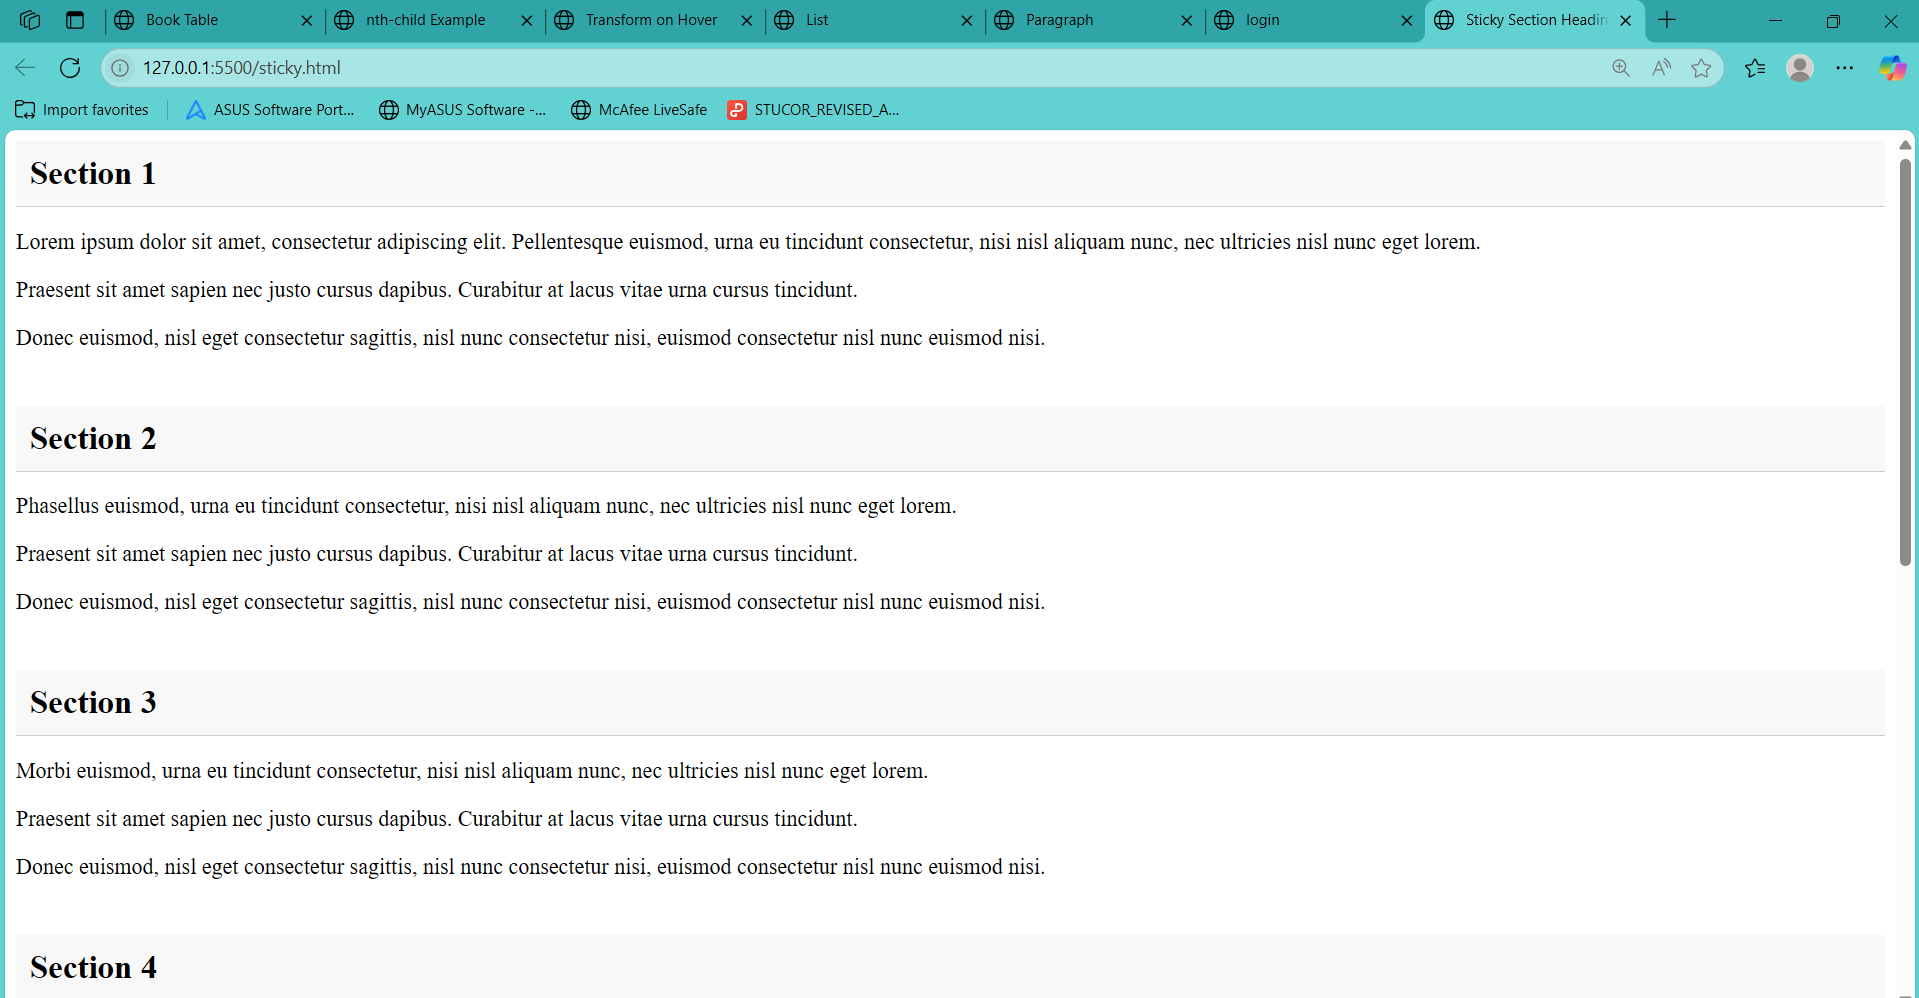 Book Table
nth-child Example
Transform on Hover
List
Paragraph
login
Sticky Section Headin
127.0.0.1:5500/sticky.html
Import favorites
ASUS Software Port...
MyASUS Software -...
McAfee LiveSafe
STUCOR_REVISED_A...
Section 1
Lorem ipsum dolor sit amet, consectetur adipiscing elit. Pellentesque euismod, urna eu tincidunt consectetur, nisi nisl aliquam nunc, nec ultricies nisl nunc eget lorem.
Praesent sit amet sapien nec justo cursus dapibus. Curabitur at lacus vitae urna cursus tincidunt.
Donec euismod, nisl eget consectetur sagittis, nisl nunc consectetur nisi, euismod consectetur nisl nunc euismod nisi.
Section 2
Phasellus euismod, urna eu tincidunt consectetur, nisi nisl aliquam nunc, nec ultricies nisl nunc eget lorem.
Praesent sit amet sapien nec justo cursus dapibus. Curabitur at lacus vitae urna cursus tincidunt.
Donec euismod, nisl eget consectetur sagittis, nisl nunc consectetur nisi, euismod consectetur nisl nunc euismod nisi.
Section 3
Morbi euismod, urna eu tincidunt consectetur, nisi nisl aliquam nunc, nec ultricies nisl nunc eget lorem.
Praesent sit amet sapien nec justo cursus dapibus. Curabitur at lacus vitae urna cursus tincidunt.
Donec euismod, nisl eget consectetur sagittis, nisl nunc consectetur nisi, euismod consectetur nisl nunc euismod nisi.
Section 4